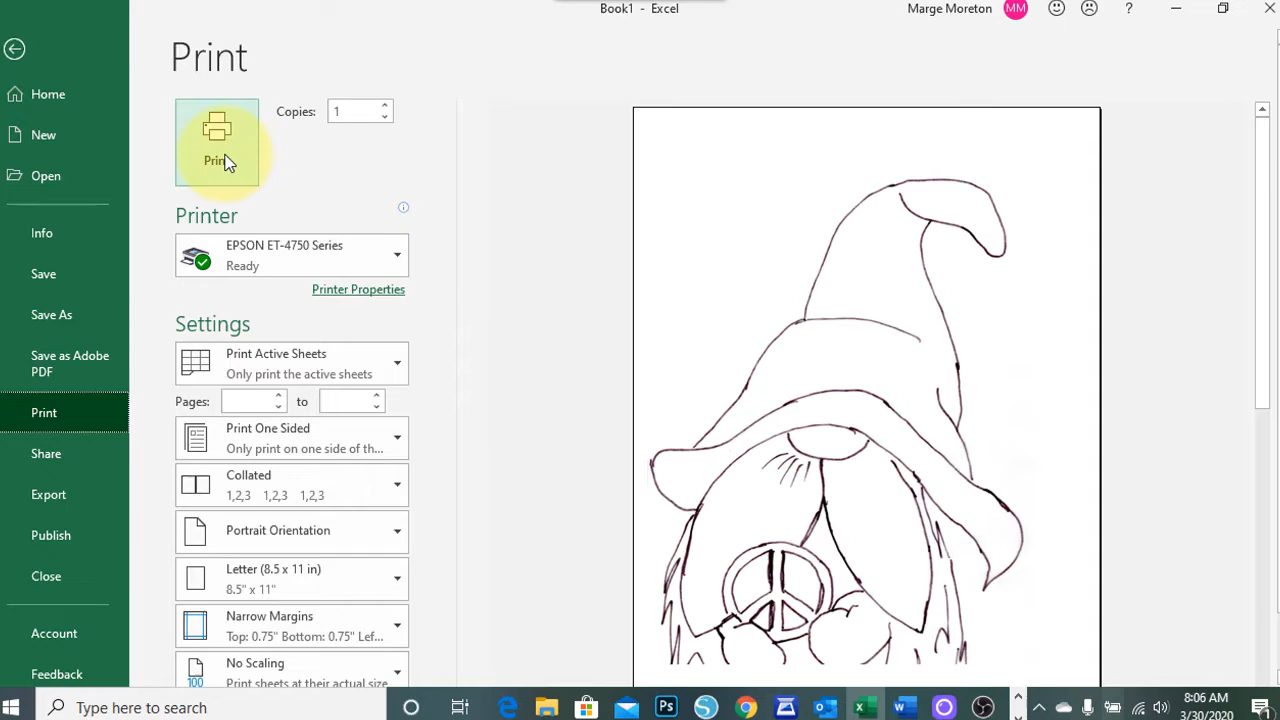 Book1 - Excel
Marge Moreton
MM
?
Print
Home
New
Open
Info
Save
Save As
Save as Adobe
PDF
Print
Share
Export
Publish
Close
Account
Feedback
Print
Copies: 1
Printer
EPSON ET-4750 Series
Ready
Printer Properties
Settings
Print Active Sheets
Only print the active sheets
Pages:
to
Print One Sided
Only print on one side of th...
Collated
1,2,3 1,2,3 1,2,3
Portrait Orientation
Letter (8.5 x 11 in)
8.5" x 11"
Narrow Margins
Top: 0.75" Bottom: 0.75" Lef...
No Scaling
100
Print sheets at their actual size
Type here to search
8:06 AM
3/30/2020